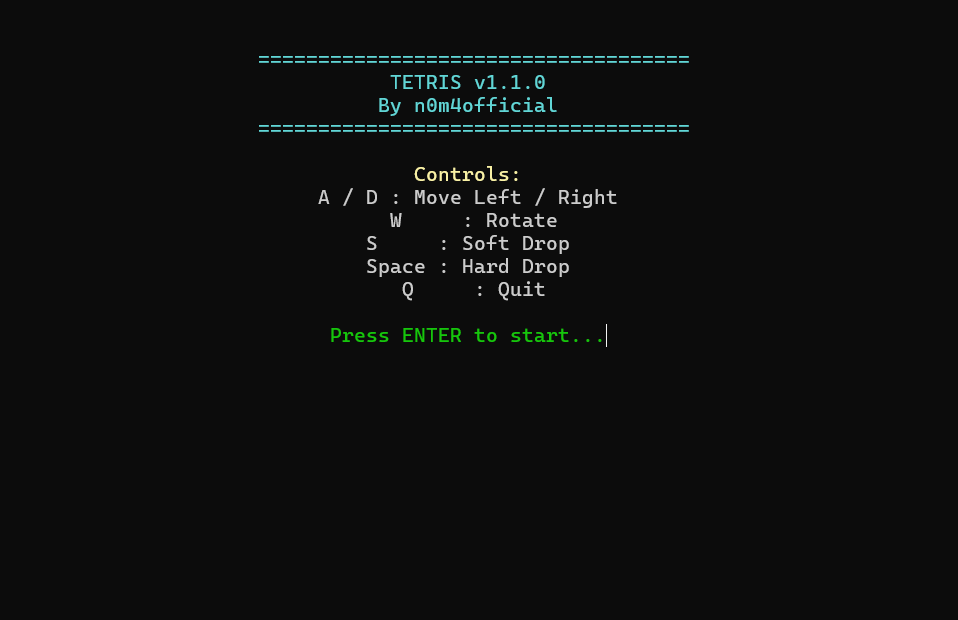 ====================================
TETRIS v1.1.0
By n0m4official
====================================
Controls:
A / D : Move Left / Right
W     : Rotate
S     : Soft Drop
Space : Hard Drop
Q     : Quit
Press ENTER to start...